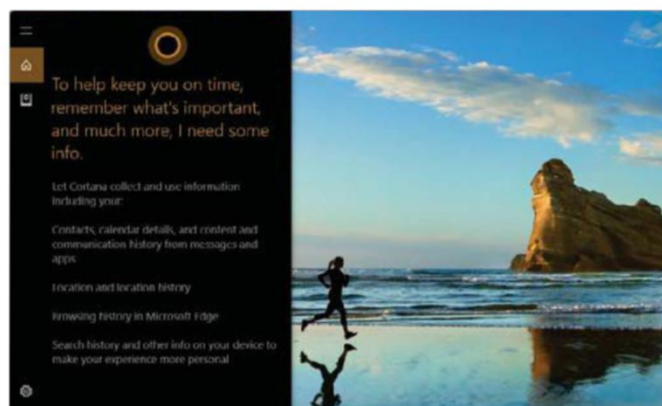 To help keep you on time,
remember what's important,
and much more, I need some
info.
Let Cortana collect and use information
including your:
Contacts, calendar details, and content and
communication history from messages and
apps
Location and location history
Browsing history in Microsoft Edge
Search history and other info on your device to
make your experience more personal